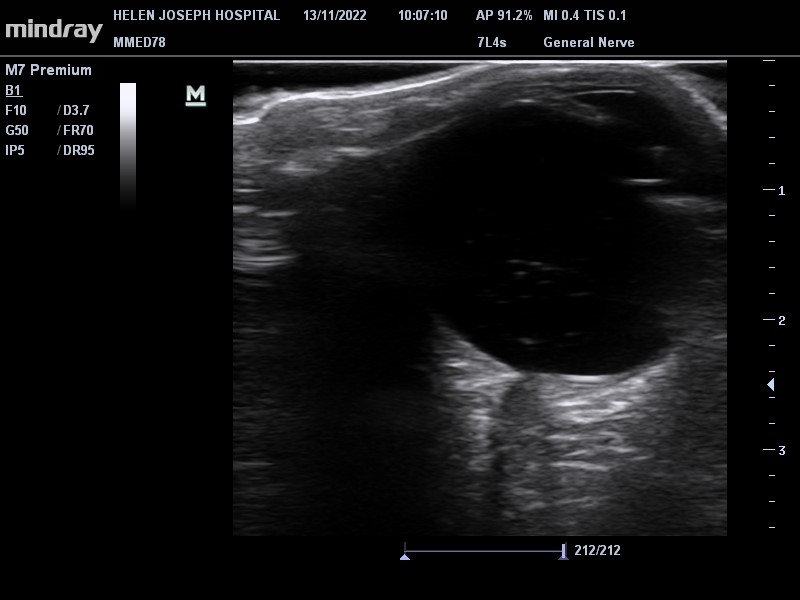 mindray
HELEN JOSEPH HOSPITAL 13/11/2022 10:07:10 AP 91.2% MI 0.4 TIS 0.1
MMED78 7L4s General Nerve
M7 Premium
B1
F10 / D3.7
G50 / FR70
IP5 / DR95
M
1
2
3
212/212